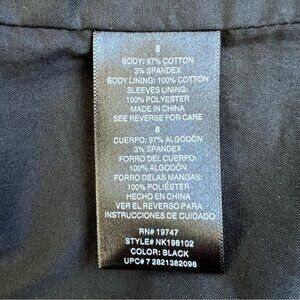 8
BODY: 97% COTTON
3% SPANDEX
BODY LINING: 100% COTTON
SLEEVES LINING:
100% POLYESTER
MADE IN CHINA
SEE REVERSE FOR CARE
8
CUERPO: 97% ALGODÓN
3% SPANDEX
FORRO DEL CUERPO:
100% ALGODÓN
FORRO DELAS MANGAS:
100% POLIÉSTER
HECHO EN CHINA
VER EL REVERSO PARA
INSTRUCCIONES DE CUIDADO
RN# 19747
STYLE# NK198102
COLOR: BLACK
UPC# 7 2821382098